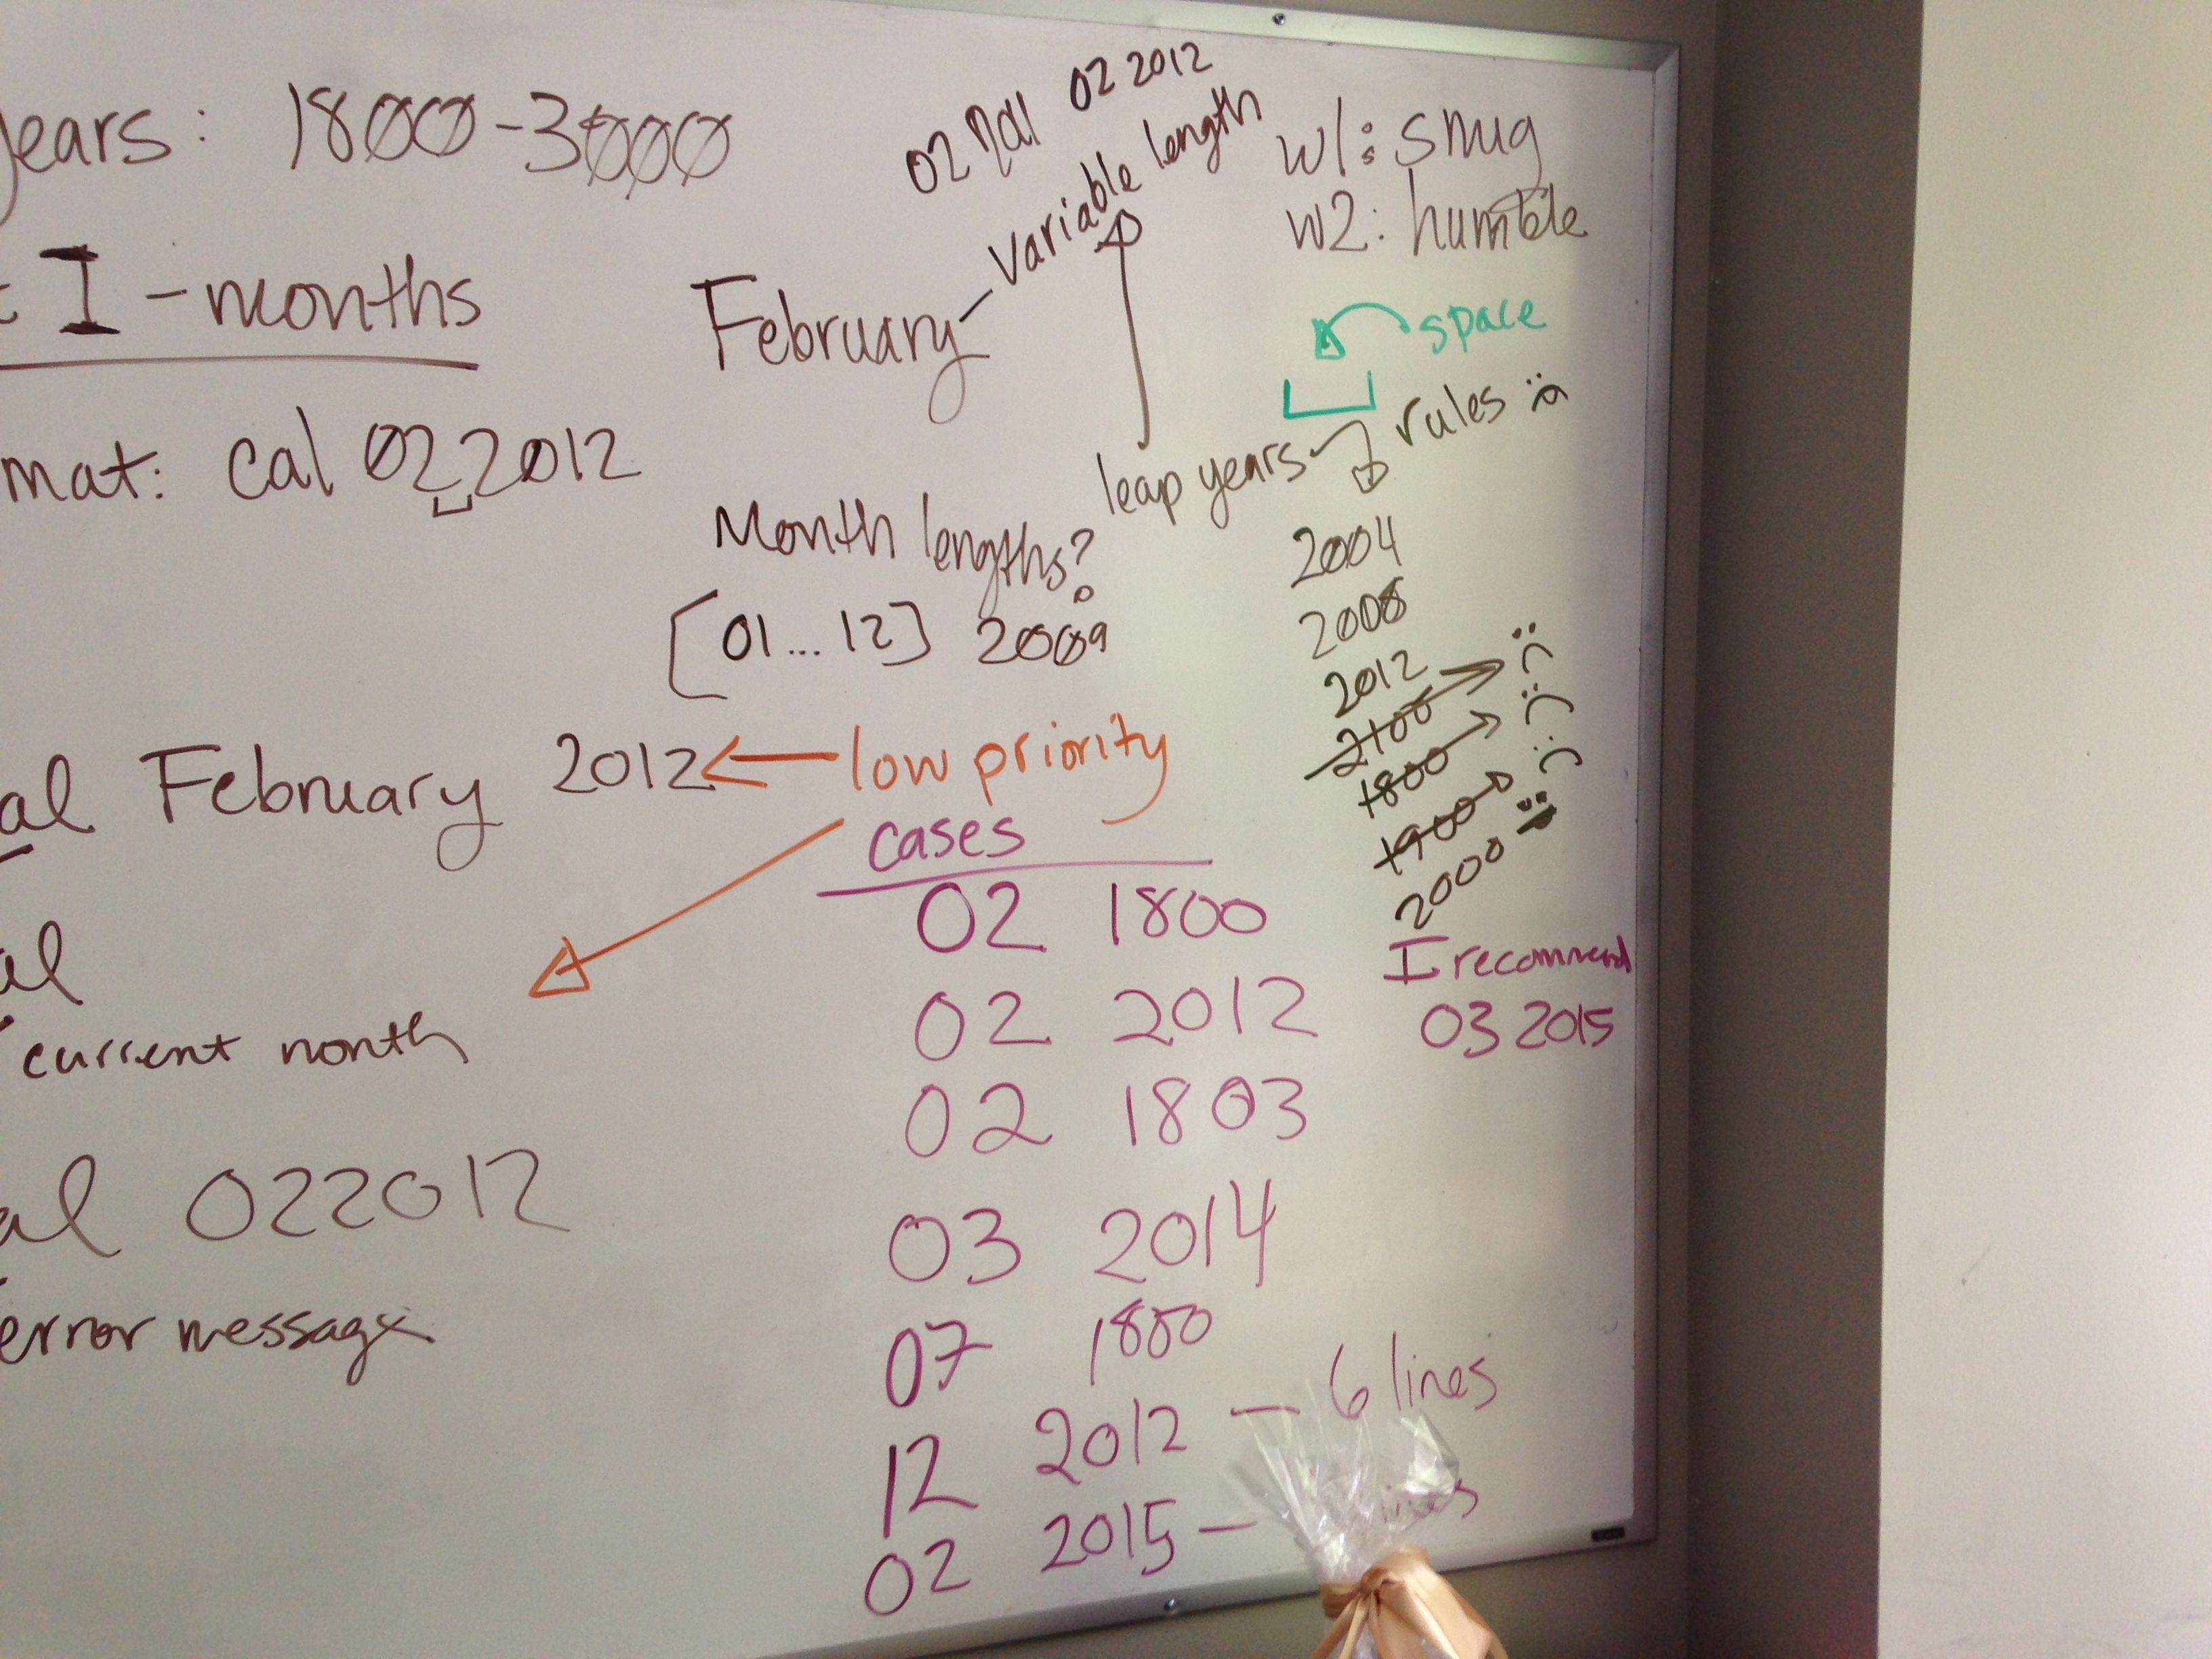 years: 1800-3000
I - months
mat: cal 02 2012
al February 2012
low priority
al
current month
al 022012
error message
02 2011 02 2012
February - variable length
leap years
rules :(
Month lengths?
[01...12] 2009
w1: smug
w2: humble
space
2004
2008
2012
2100 :(
1800 :(
1900 :(
2000 :)
I recommend
03 2015
cases
02 1800
02 2012
02 1803
03 2014
07 1800
12 2012 - 6 lines
02 2015 -